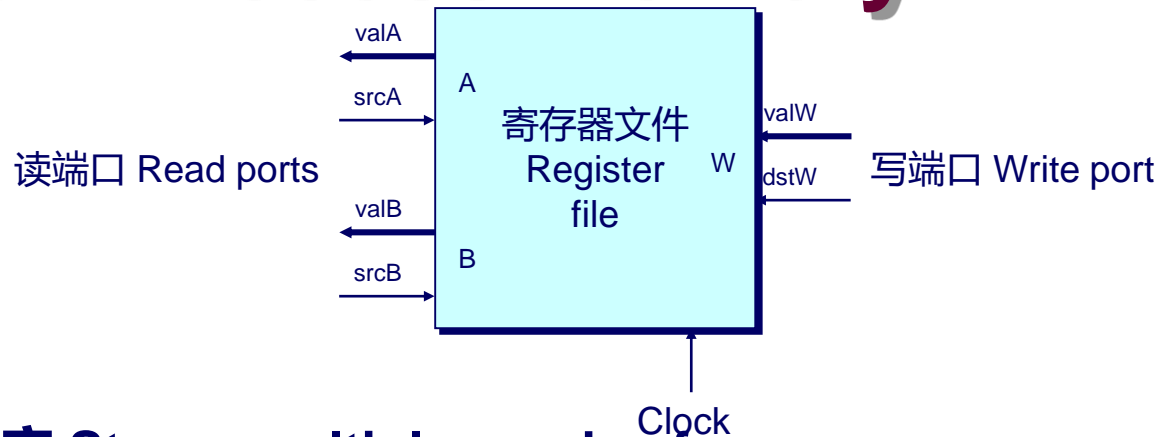 valA
srcA
A
读端口 Read ports
valB
srcB
B
寄存器文件
Register
file
W
valW
dstW
写端口 Write port
Clock